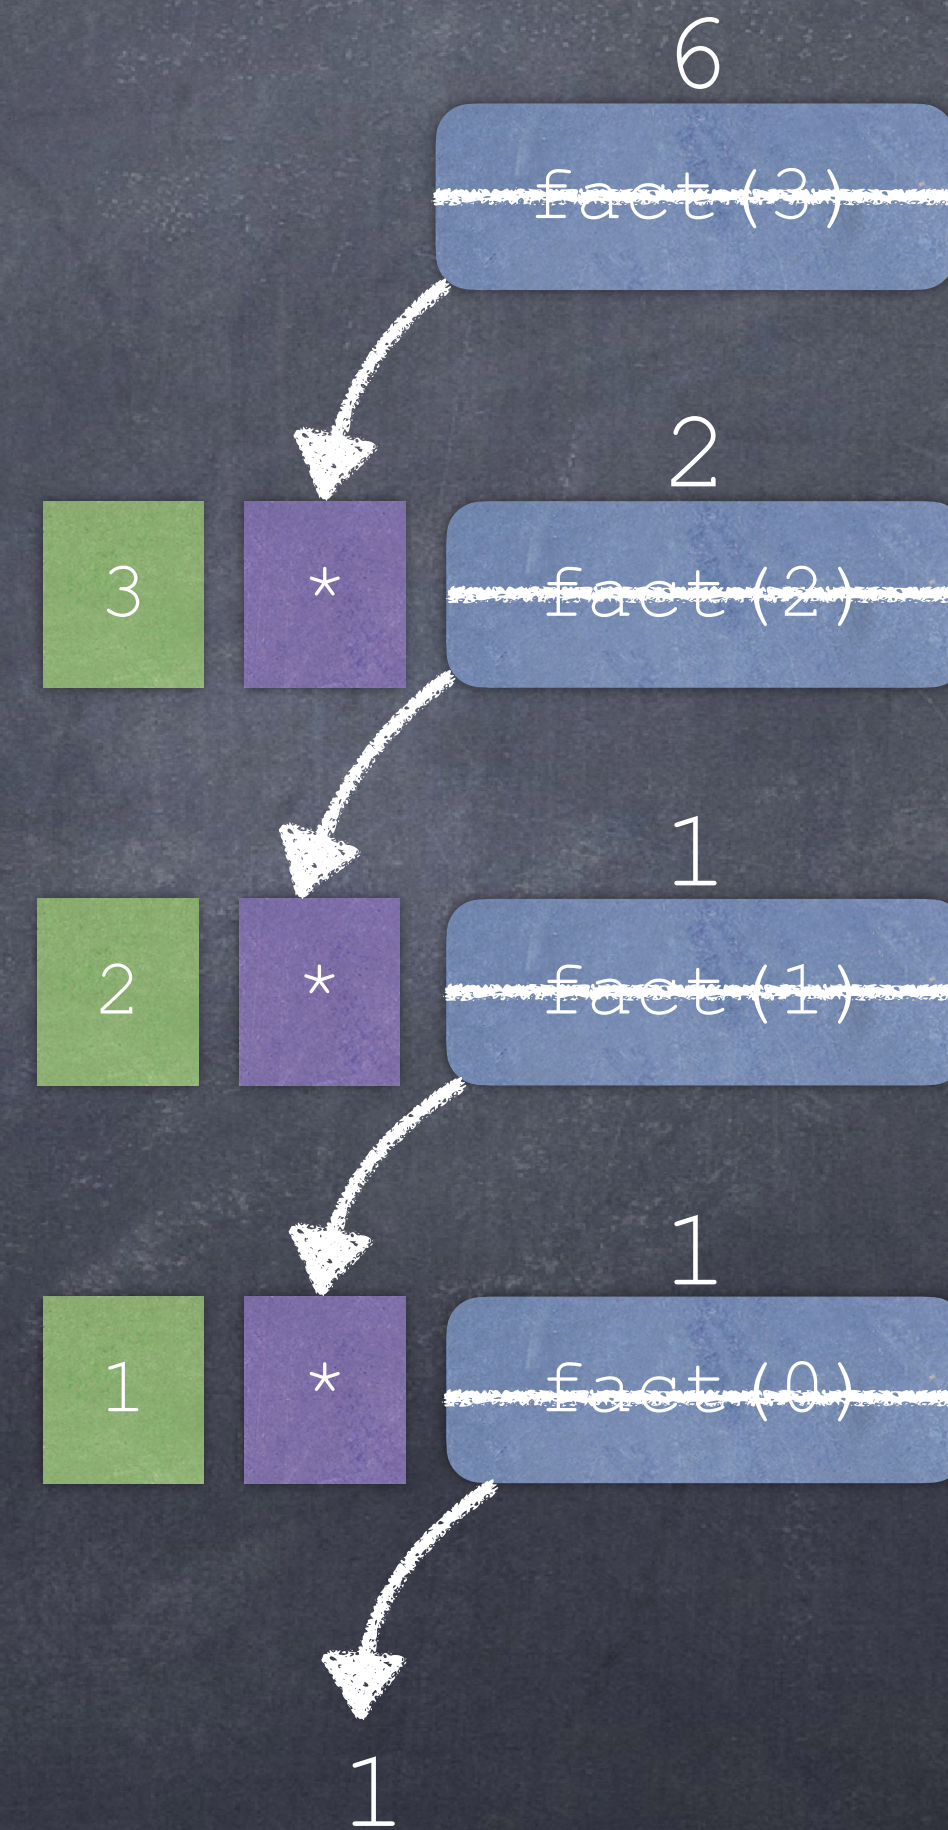 6
fact(3)
2
3 * fact(2)
1
2 * fact(1)
1
1 * fact(0)
1